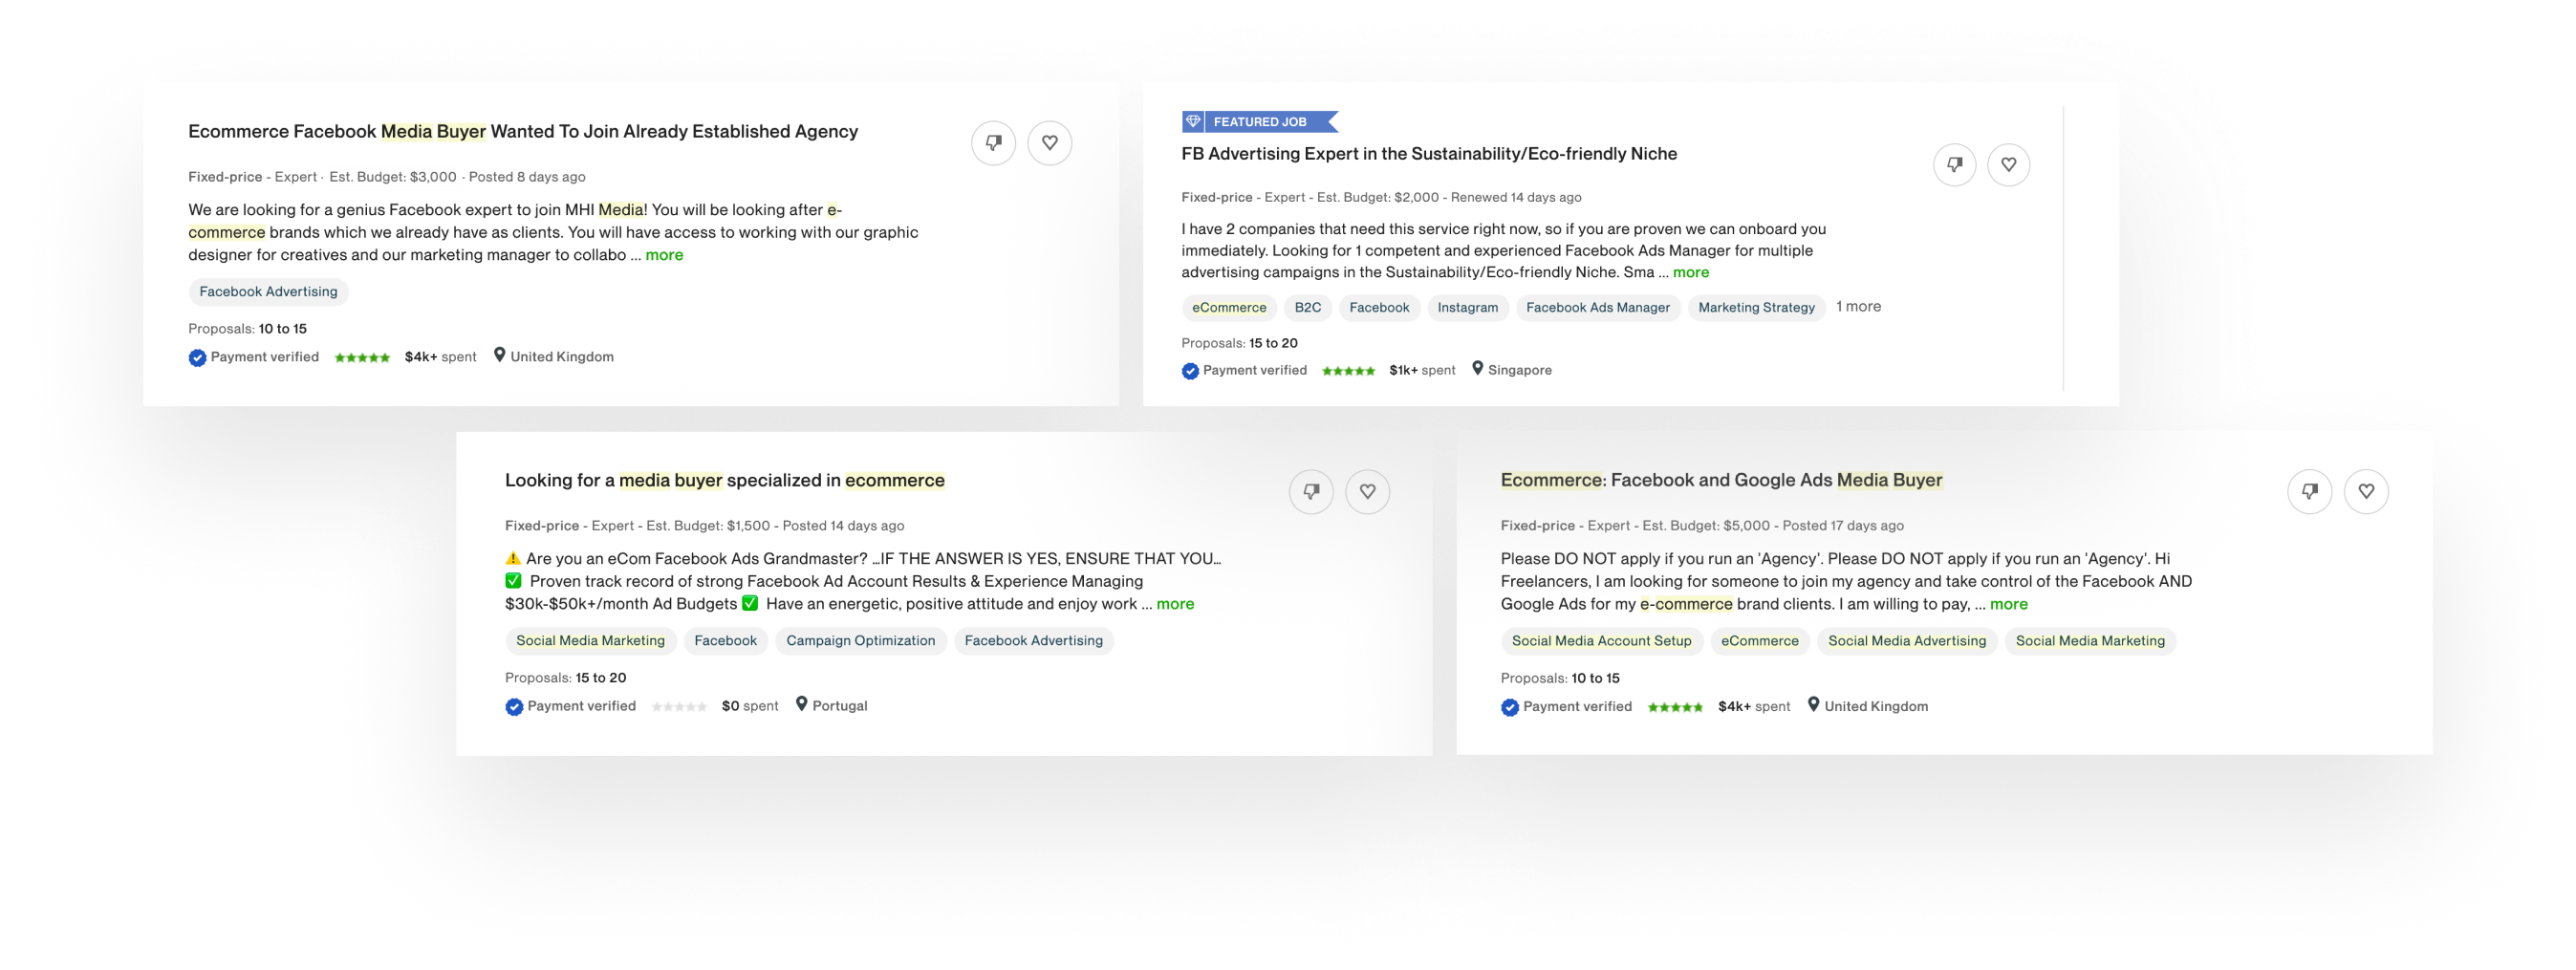 Ecommerce Facebook Media Buyer Wanted To Join Already Established Agency
Fixed-price - Expert · Est. Budget: $3,000 · Posted 8 days ago
We are looking for a genius Facebook expert to join MHI Media! You will be looking after e-
commerce brands which we already have as clients. You will have access to working with our graphic
designer for creatives and our marketing manager to collabo ... more
Facebook Advertising
Proposals: 10 to 15
Payment verified $4k+ spent United Kingdom
FEATURED JOB
FB Advertising Expert in the Sustainability/Eco-friendly Niche
Fixed-price - Expert - Est. Budget: $2,000 - Renewed 14 days ago
I have 2 companies that need this service right now, so if you are proven we can onboard you
immediately. Looking for 1 competent and experienced Facebook Ads Manager for multiple
advertising campaigns in the Sustainability/Eco-friendly Niche. Sma ... more
eCommerce B2C Facebook Instagram Facebook Ads Manager Marketing Strategy 1 more
Proposals: 15 to 20
Payment verified $1k+ spent Singapore
Looking for a media buyer specialized in ecommerce
Fixed-price - Expert - Est. Budget: $1,500 - Posted 14 days ago
⚠️ Are you an eCom Facebook Ads Grandmaster? ...IF THE ANSWER IS YES, ENSURE THAT YOU...
✅ Proven track record of strong Facebook Ad Account Results & Experience Managing
$30k-$50k+/month Ad Budgets ✅ Have an energetic, positive attitude and enjoy work ... more
Social Media Marketing Facebook Campaign Optimization Facebook Advertising
Proposals: 15 to 20
Payment verified $0 spent Portugal
Ecommerce: Facebook and Google Ads Media Buyer
Fixed-price - Expert - Est. Budget: $5,000 - Posted 17 days ago
Please DO NOT apply if you run an 'Agency'. Please DO NOT apply if you run an 'Agency'. Hi
Freelancers, I am looking for someone to join my agency and take control of the Facebook AND
Google Ads for my e-commerce brand clients. I am willing to pay, ... more
Social Media Account Setup eCommerce Social Media Advertising Social Media Marketing
Proposals: 10 to 15
Payment verified $4k+ spent United Kingdom